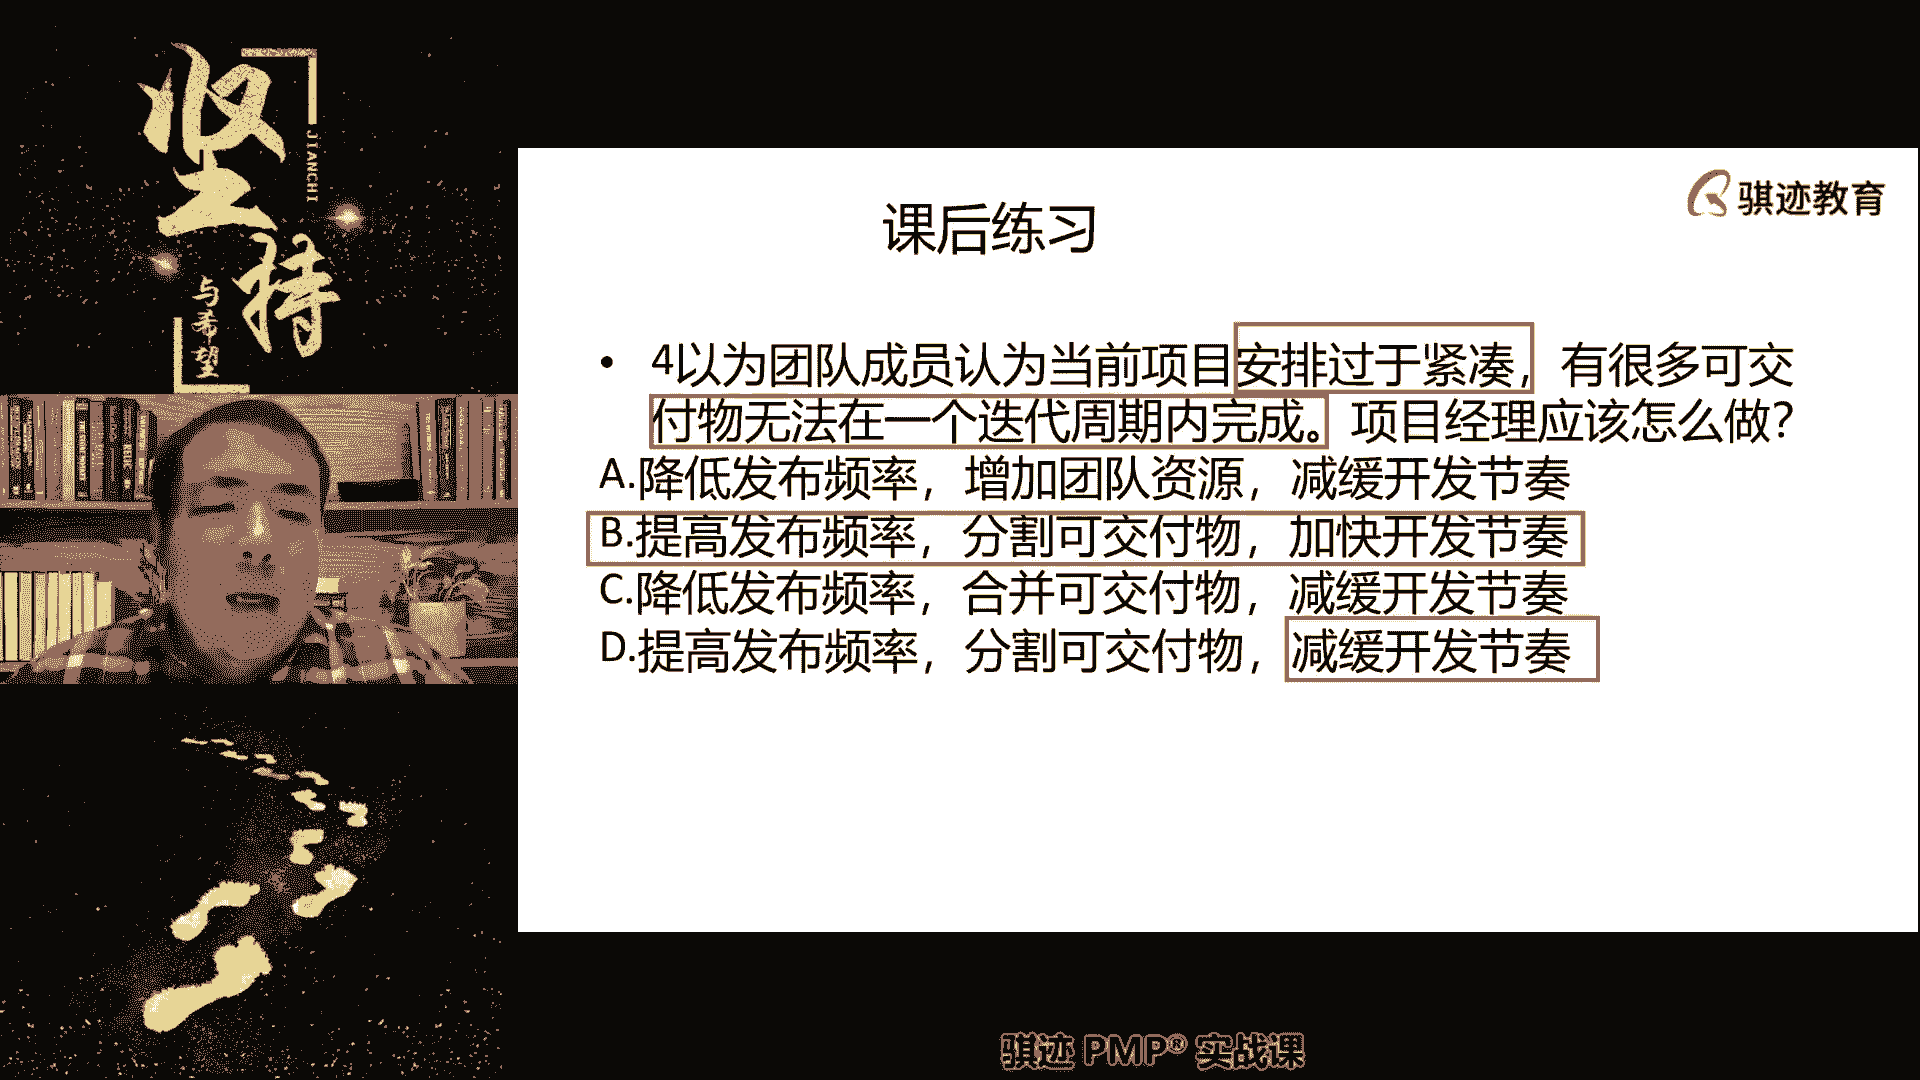 坚持
JIANCHI
与希望
骐迹教育
课后练习
• 4以为团队成员认为当前项目安排过于紧凑，有很多可交
付物无法在一个迭代周期内完成。项目经理应该怎么做?
A.降低发布频率，增加团队资源，减缓开发节奏
B.提高发布频率，分割可交付物，加快开发节奏
C.降低发布频率，合并可交付物，减缓开发节奏
D.提高发布频率，分割可交付物，减缓开发节奏
骐迹 PMP® 实战课